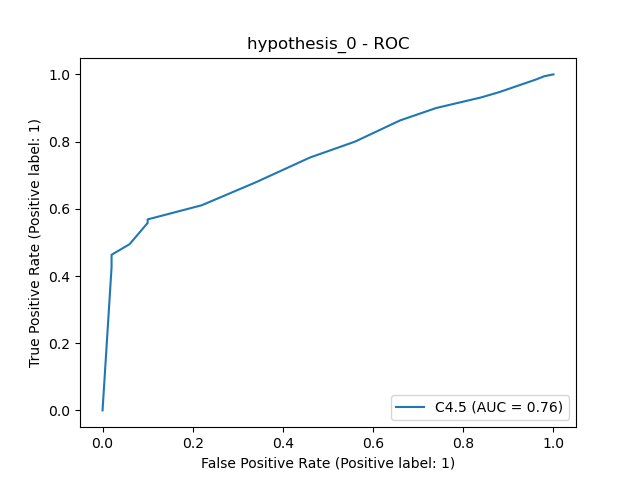 hypothesis_0 - ROC
True Positive Rate (Positive label: 1)
1.0
0.8
0.6
0.4
0.2
0.0
C4.5 (AUC = 0.76)
0.0 0.2 0.4 0.6 0.8 1.0
False Positive Rate (Positive label: 1)